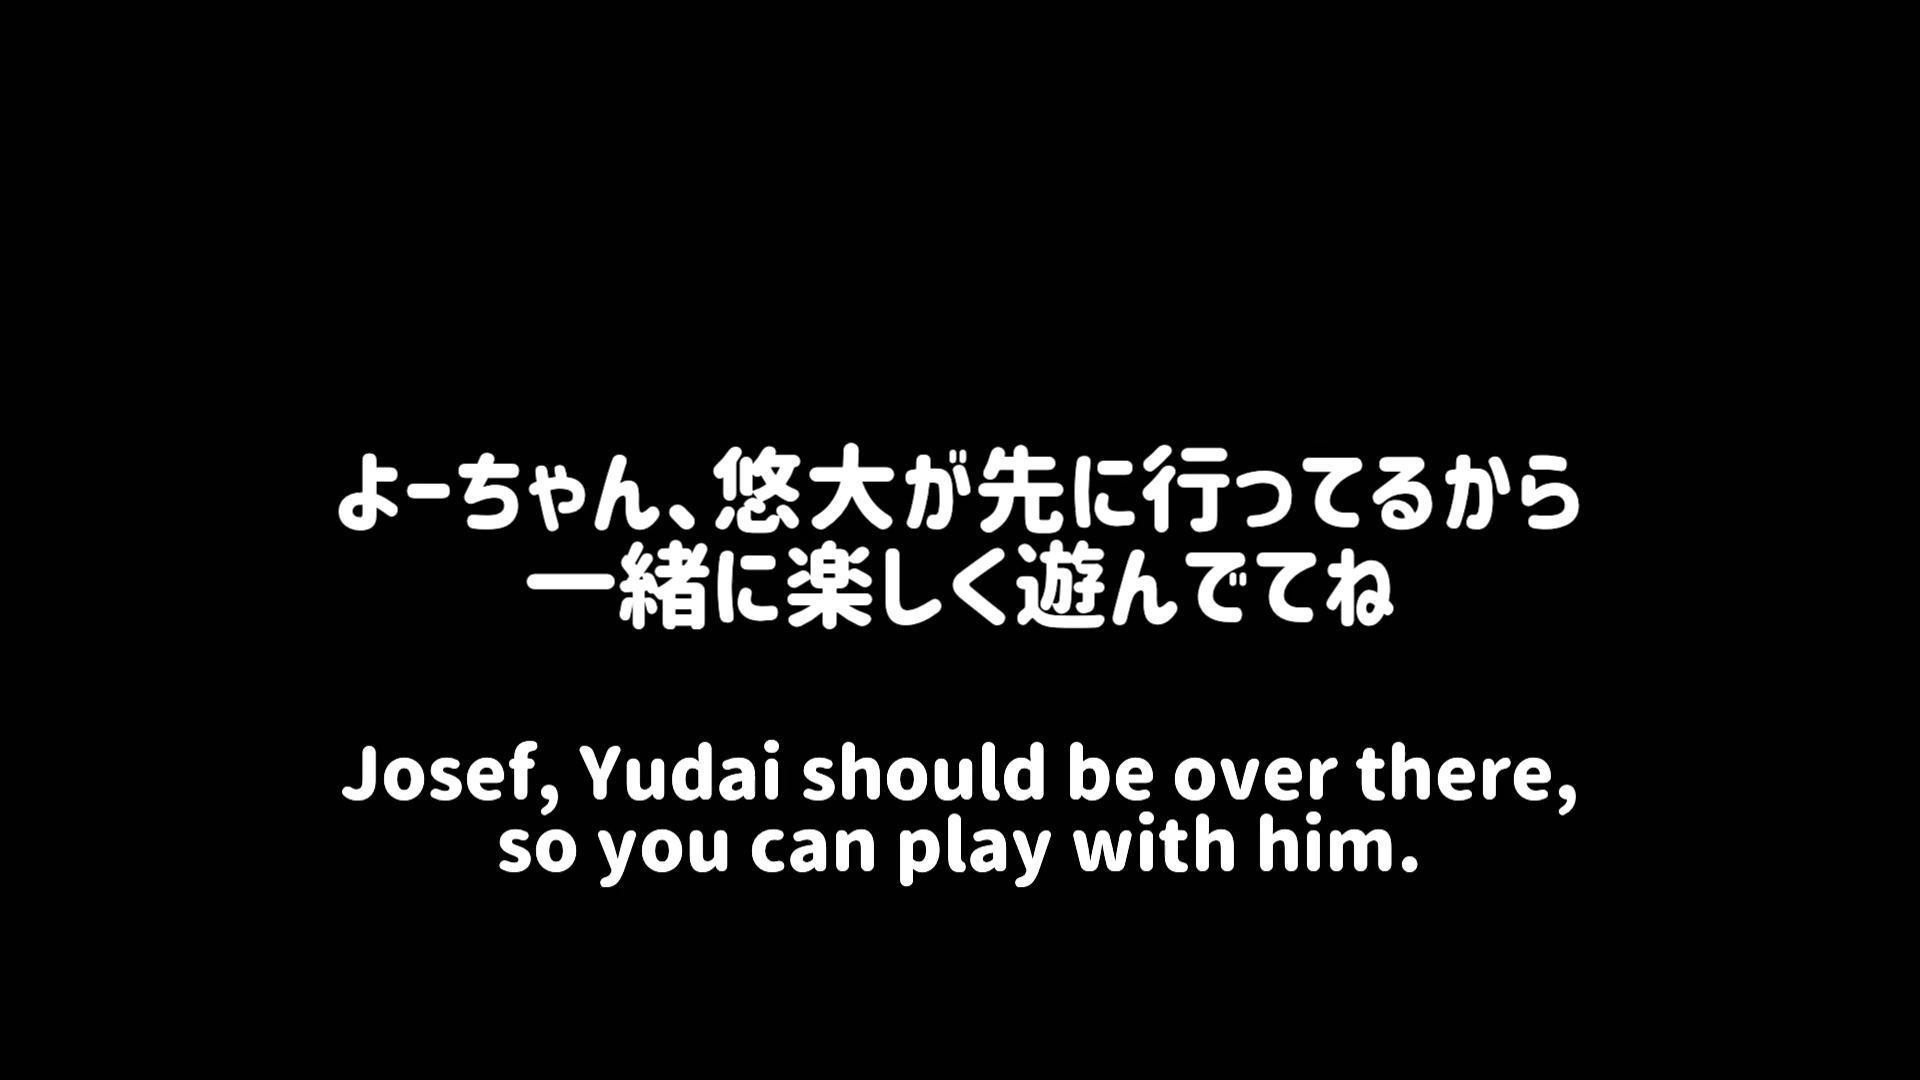 よーちゃん、悠大が先に行ってるから
一緒に楽しく遊んでてね
Josef, Yudai should be over there,
so you can play with him.